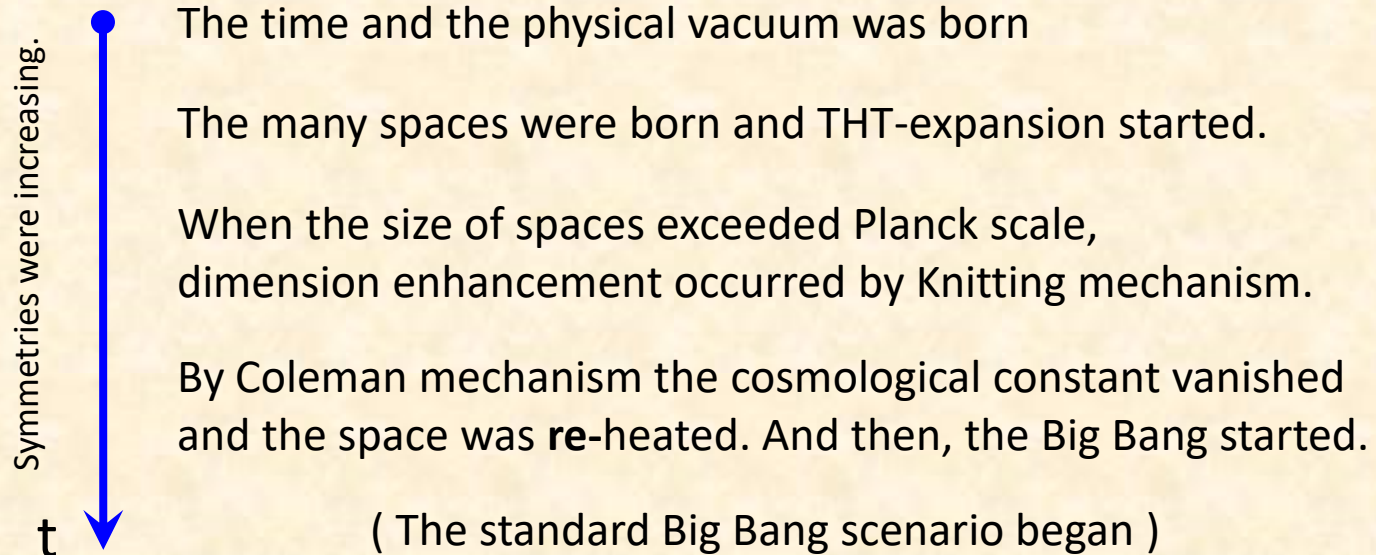 Symmetries were increasing.
The time and the physical vacuum was born
The many spaces were born and THT-expansion started.
When the size of spaces exceeded Planck scale,
dimension enhancement occurred by Knitting mechanism.
By Coleman mechanism the cosmological constant vanished
and the space was re-heated. And then, the Big Bang started.
t
( The standard Big Bang scenario began )